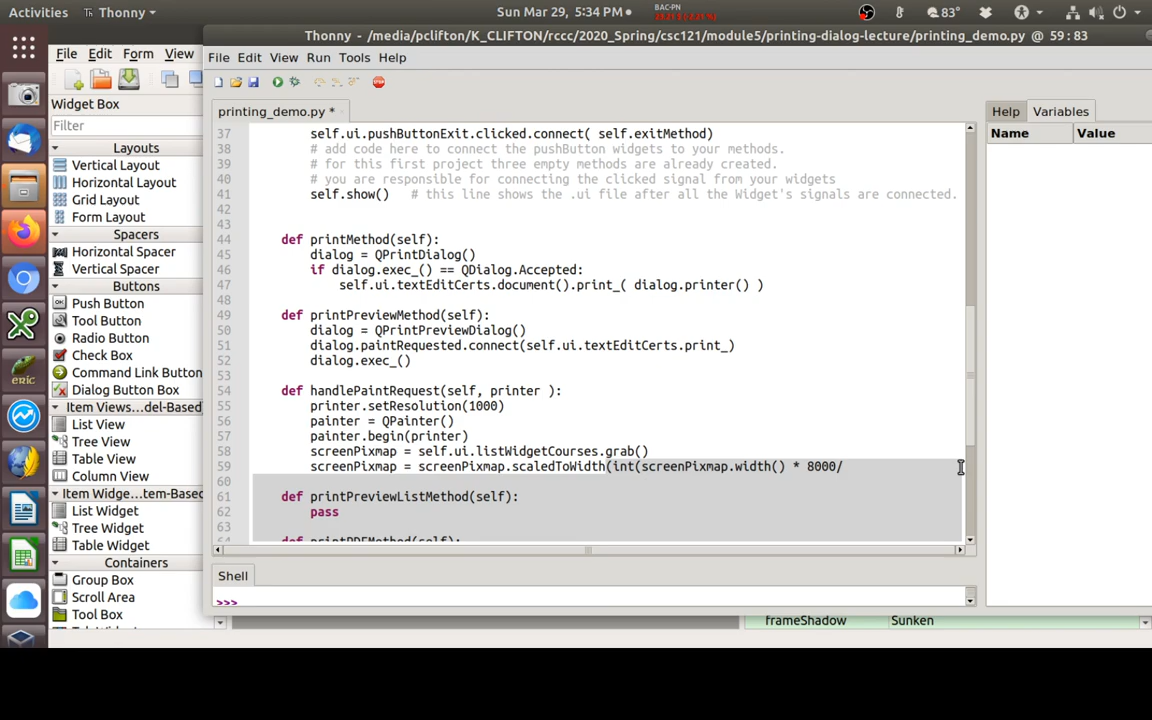 Activities Thonny Sun Mar 29, 5:34 PM BAC-PN 83°
Thonny - /media/pclifton/K_CLIFTON/rccc/2020_Spring/csc121/module5/printing-dialog-lecture/printing_demo.py @ 59:83
File Edit Form View
File Edit View Run Tools Help
Widget Box
Filter
printing_demo.py *
Help Variables
Name Value
Layouts
Vertical Layout
Horizontal Layout
Grid Layout
Form Layout
Spacers
Horizontal Spacer
Vertical Spacer
Buttons
Push Button
Tool Button
Radio Button
Check Box
Command Link Button
Dialog Button Box
Item Views...del-Based)
List View
Tree View
Table View
Column View
Item Widge...tem-Based)
List Widget
Tree Widget
Table Widget
Containers
Group Box
Scroll Area
Tool Box
Tab Widget
37 self.ui.pushButtonExit.clicked.connect( self.exitMethod)
38 # add code here to connect the pushButton widgets to your methods.
39 # for this first project three empty methods are already created.
40 # you are responsible for connecting the clicked signal from your widgets
41 self.show() # this line shows the .ui file after all the Widget's signals are connected.
42
43
44 def printMethod(self):
45 dialog = QPrintDialog()
46 if dialog.exec_() == QDialog.Accepted:
47 self.ui.textEditCerts.document().print_( dialog.printer() )
48
49 def printPreviewMethod(self):
50 dialog = QPrintPreviewDialog()
51 dialog.paintRequested.connect(self.ui.textEditCerts.print_)
52 dialog.exec_()
53
54 def handlePaintRequest(self, printer ):
55 printer.setResolution(1000)
56 painter = QPainter()
57 painter.begin(printer)
58 screenPixmap = self.ui.listWidgetCourses.grab()
59 screenPixmap = screenPixmap.scaledToWidth(int(screenPixmap.width() * 8000/
60
61 def printPreviewListMethod(self):
62 pass
63
64 def printPDFMethod(self):
Shell
>>>
frameShadow Sunken
eric